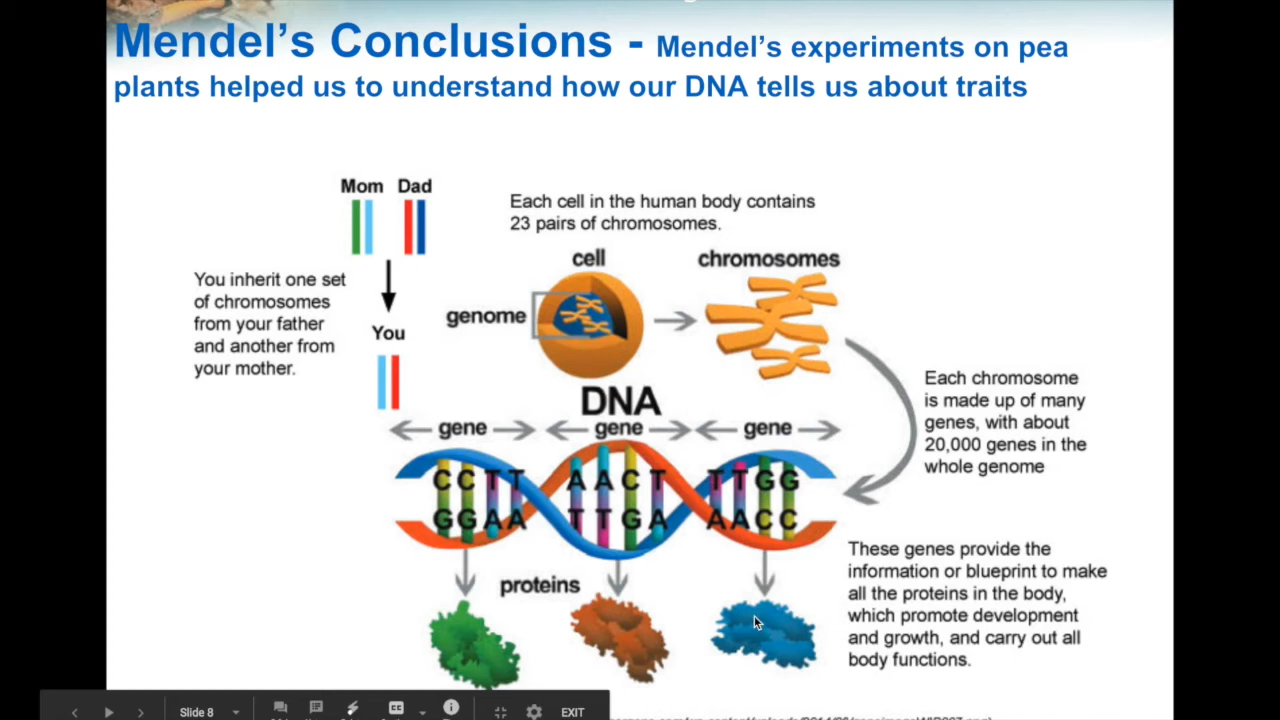 Mendel's Conclusions - Mendel's experiments on pea
plants helped us to understand how our DNA tells us about traits
Mom Dad
You inherit one set
of chromosomes
from your father
and another from
your mother.
You
Each cell in the human body contains
23 pairs of chromosomes.
cell
chromosomes
genome
DNA
gene gene gene
Each chromosome
is made up of many
genes, with about
20,000 genes in the
whole genome
C C T T A A C T T T G G
G G A A T T G A A A C C
proteins
These genes provide the
information or blueprint to make
all the proteins in the body,
which promote development
and growth, and carry out all
body functions.
Slide 8
CC
EXIT